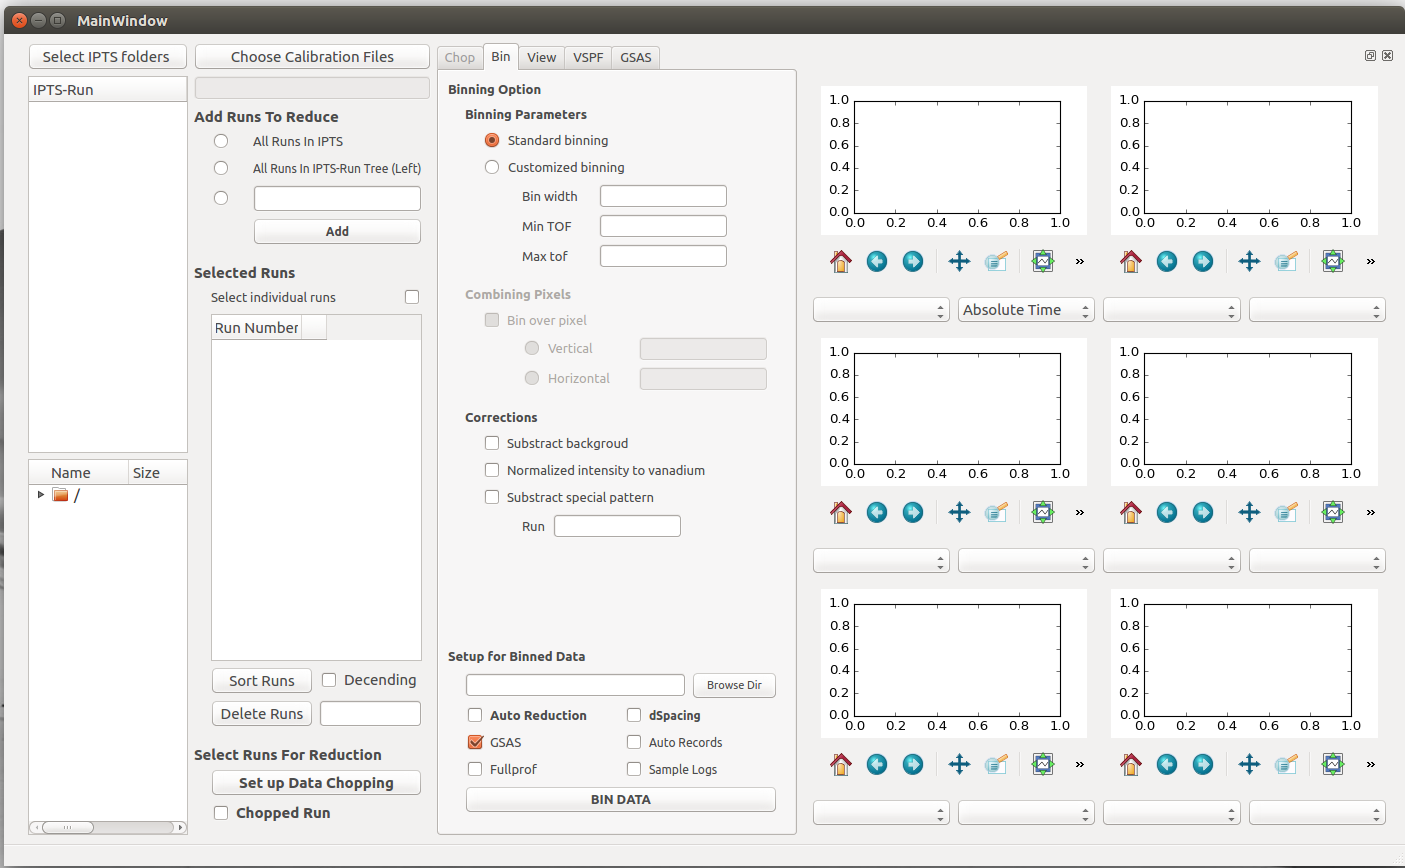 MainWindow
Select IPTS folders
Choose Calibration Files
IPTS-Run
Add Runs To Reduce
All Runs In IPTS
All Runs In IPTS-Run Tree (Left)
Add
Selected Runs
Select individual runs
Run Number
Name Size
/
Sort Runs Decending
Delete Runs
Select Runs For Reduction
Set up Data Chopping
Chopped Run
Chop Bin View VSPF GSAS
Binning Option
Binning Parameters
Standard binning
Customized binning
Bin width
Min TOF
Max tof
Combining Pixels
Bin over pixel
Vertical
Horizontal
Corrections
Substract backgroud
Normalized intensity to vanadium
Substract special pattern
Run
Setup for Binned Data
Browse Dir
Auto Reduction dSpacing
GSAS Auto Records
Fullprof Sample Logs
BIN DATA
1.0 1.0
0.8 0.8
0.6 0.6
0.4 0.4
0.2 0.2
0.0 0.0
0.0 0.2 0.4 0.6 0.8 1.0 0.0 0.2 0.4 0.6 0.8 1.0
» »
Absolute Time
1.0 1.0
0.8 0.8
0.6 0.6
0.4 0.4
0.2 0.2
0.0 0.0
0.0 0.2 0.4 0.6 0.8 1.0 0.0 0.2 0.4 0.6 0.8 1.0
» »
1.0 1.0
0.8 0.8
0.6 0.6
0.4 0.4
0.2 0.2
0.0 0.0
0.0 0.2 0.4 0.6 0.8 1.0 0.0 0.2 0.4 0.6 0.8 1.0
» »